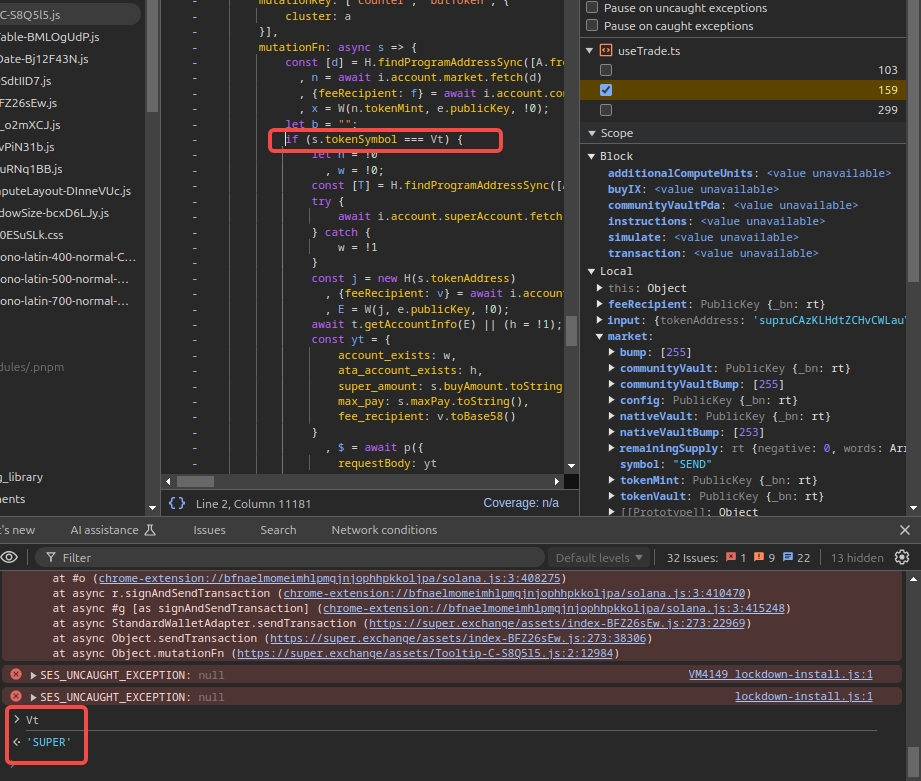 C-S8Q5l5.js
Table-BMLOgUdP.js
Date-Bj12F43N.js
SdtIID7.js
FZ26sEw.js
_o2mXCJ.js
vPiN31b.js
uRNq1BB.js
mputeLayout-DInneVUc.js
dowSize-bcxD6LJy.js
0ESuSLk.css
ono-latin-400-normal-C…
ono-latin-500-normal-…
ono-latin-700-normal-…
dules/.pnpm
g_library
nents
mutationKey: ["counter", "buyToken", {
cluster: a
}],
mutationFn: async s => {
const [d] = H.findProgramAddressSync([A.fr
, n = await i.account.market.fetch(d)
, {feeRecipient: f} = await i.account.co
, x = W(n.tokenMint, e.publicKey, !0);
let b = "";
if (s.tokenSymbol === Vt) {
let h = !0
, w = !0;
const [T] = H.findProgramAddressSync([A
try {
await i.account.superAccount.fetch
} catch {
w = !1
}
const j = new H(s.tokenAddress)
, {feeRecipient: v} = await i.account
, E = W(j, e.publicKey, !0);
await t.getAccountInfo(E) || (h = !1);
const yt = {
account_exists: w,
ata_account_exists: h,
super_amount: s.buyAmount.toString
max_pay: s.maxPay.toString(),
fee_recipient: v.toBase58()
}
, $ = await p({
requestBody: yt
{} Line 2, Column 11181 Coverage: n/a
Pause on uncaught exceptions
Pause on caught exceptions
useTrade.ts
103
159
299
Scope
Block
additionalComputeUnits: <value unavailable>
buyIX: <value unavailable>
communityVaultPda: <value unavailable>
instructions: <value unavailable>
simulate: <value unavailable>
transaction: <value unavailable>
Local
this: Object
feeRecipient: PublicKey {_bn: rt}
input: {tokenAddress: 'supruCAzKLHdtZCHvCWLau
market:
bump: [255]
communityVault: PublicKey {_bn: rt}
communityVaultBump: [253]
config: PublicKey {_bn: rt}
nativeVault: PublicKey {_bn: rt}
nativeVaultBump: [253]
remainingSupply: rt {negative: 0, words: Arr
symbol: "SEND"
tokenMint: PublicKey {_bn: rt}
tokenVault: PublicKey {_bn: rt}
[[Prototype]]: Object
's new AI assistance Issues Search Network conditions
Filter Default levels 32 Issues: 1 9 22 13 hidden
at #o (chrome-extension://bfnaelmomeimhlpmgjnjophhpkkoljpa/solana.js:3:408275)
at async r.signAndSendTransaction (chrome-extension://bfnaelmomeimhlpmgjnjophhpkkoljpa/solana.js:3:410470)
at async #g [as signAndSendTransaction] (chrome-extension://bfnaelmomeimhlpmgjnjophhpkkoljpa/solana.js:3:415248)
at async StandardWalletAdapter.sendTransaction (https://super.exchange/assets/index-BFZ26sEw.js:273:22969)
at async Object.sendTransaction (https://super.exchange/assets/index-BFZ26sEw.js:273:38306)
at async Object.mutationFn (https://super.exchange/assets/Tooltip-C-S8Q5l5.js:2:12984)
SES_UNCAUGHT_EXCEPTION: null VM4149 lockdown-install.js:1
SES_UNCAUGHT_EXCEPTION: null lockdown-install.js:1
Vt
'SUPER'